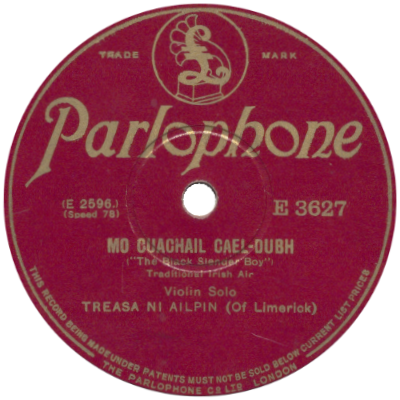 TRADE MARK
Parlophone
(E 2596.)
(Speed 78)
E 3627
MO BUACHAIL CAEL-DUBH
("The Black Slender Boy")
Traditional Irish Air
Violin Solo
TREASA NI AILPIN (Of Limerick)
THIS RECORD BEING MADE UNDER PATENTS MUST NOT BE SOLD BELOW CURRENT LIST PRICES
THE PARLOPHONE CO LTD LONDON